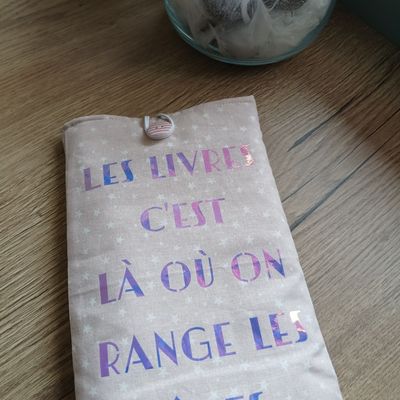 LES LIVRES
C'EST
LÀ OÙ ON
RANGE LES